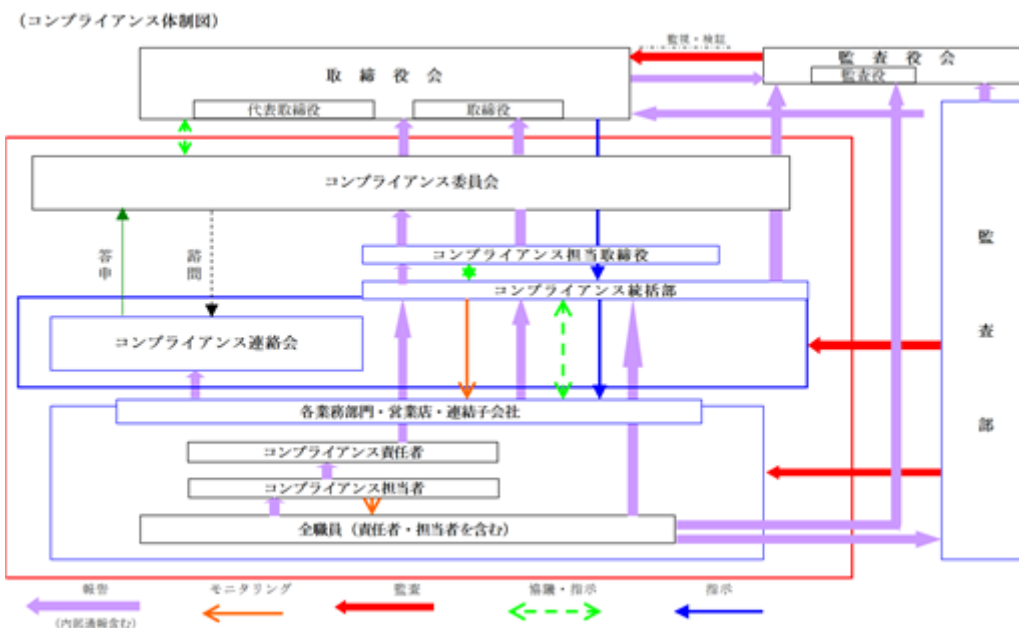 (コンプライアンス体制図)
監視・検証
取締役会
監査役会
監査役
代表取締役
取締役
コンプライアンス委員会
答申
諮問
コンプライアンス担当取締役
コンプライアンス統括部
コンプライアンス連絡会
監査部
各業務部門・営業店・連結子会社
コンプライアンス責任者
コンプライアンス担当者
全職員(責任者・担当者を含む)
報告
モニタリング
監査
協議・指示
指示
(内部通報含む)